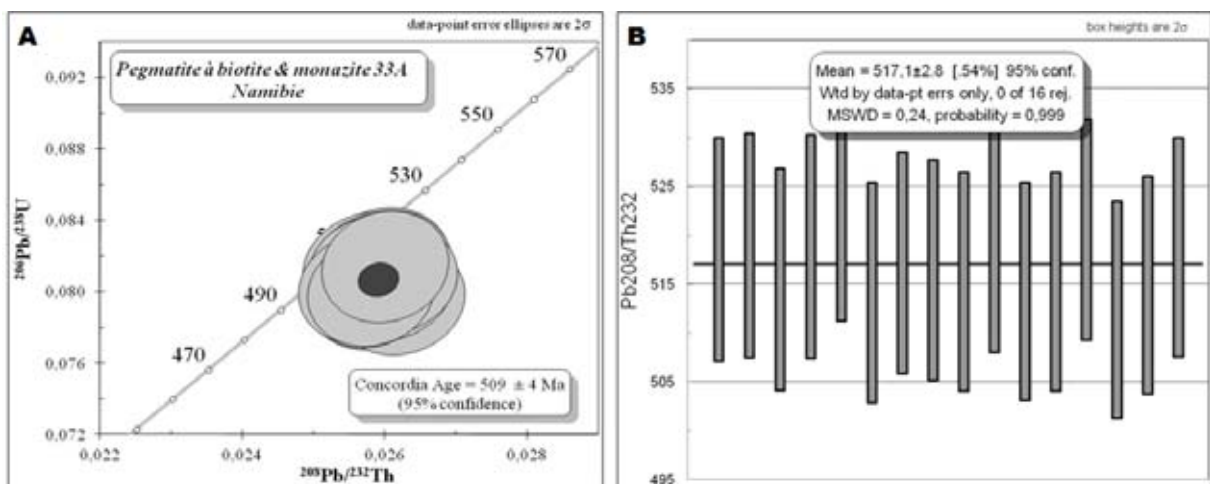 A
data-point error ellipses are 2σ
Pegmatite à biotite & monazite 33A
Namibie
570
550
530
490
470
0,092
0,088
0,084
0,080
0,076
0,072
²⁰⁶Pb/²³⁸U
Concordia Age = 509 ± 4 Ma
(95% confidence)
0,022
0,024
0,026
0,028
²⁰⁸Pb/²³²Th
B
box heights are 2σ
Mean = 517,1±2.8 [.54%] 95% conf.
Wtd by data-pt errs only, 0 of 16 rej.
MSWD = 0,24, probability = 0,999
535
525
515
505
495
Pb208/Th232